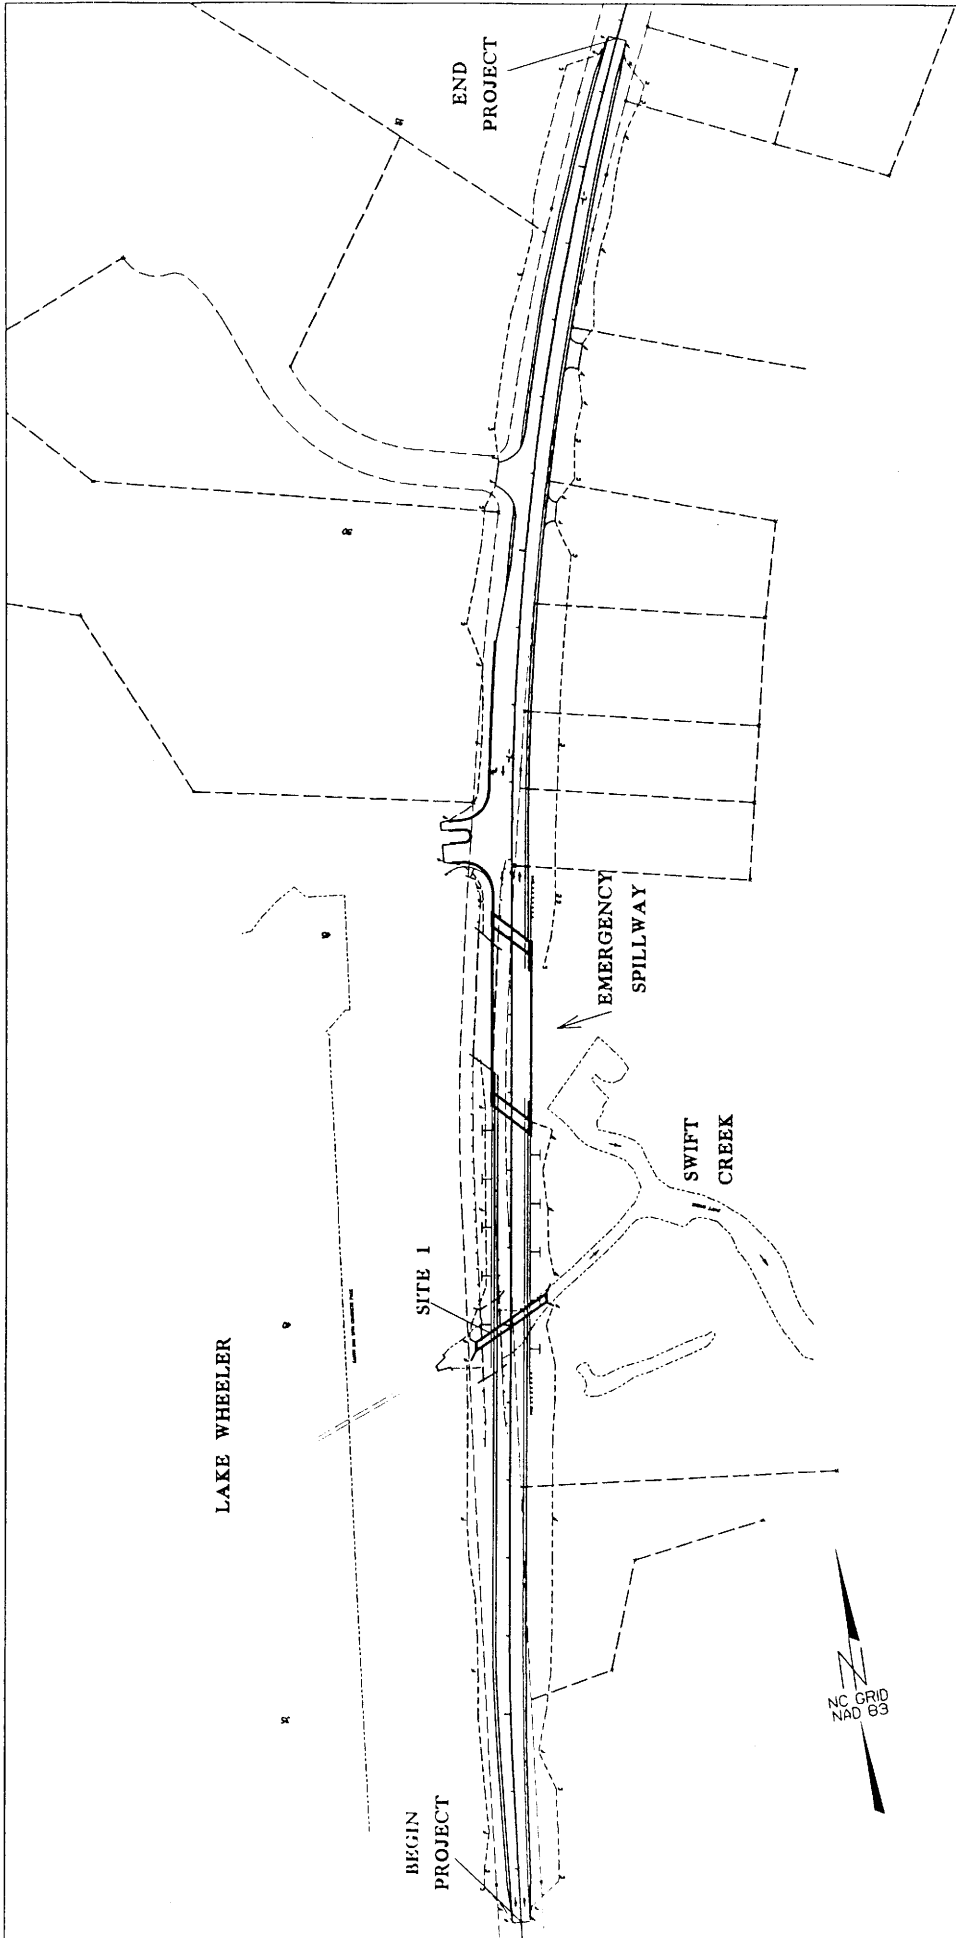 END
PROJECT
EMERGENCY
SPILLWAY
SWIFT
CREEK
SITE 1
LAKE WHEELER
BEGIN
PROJECT
NC GRID
NAD 83